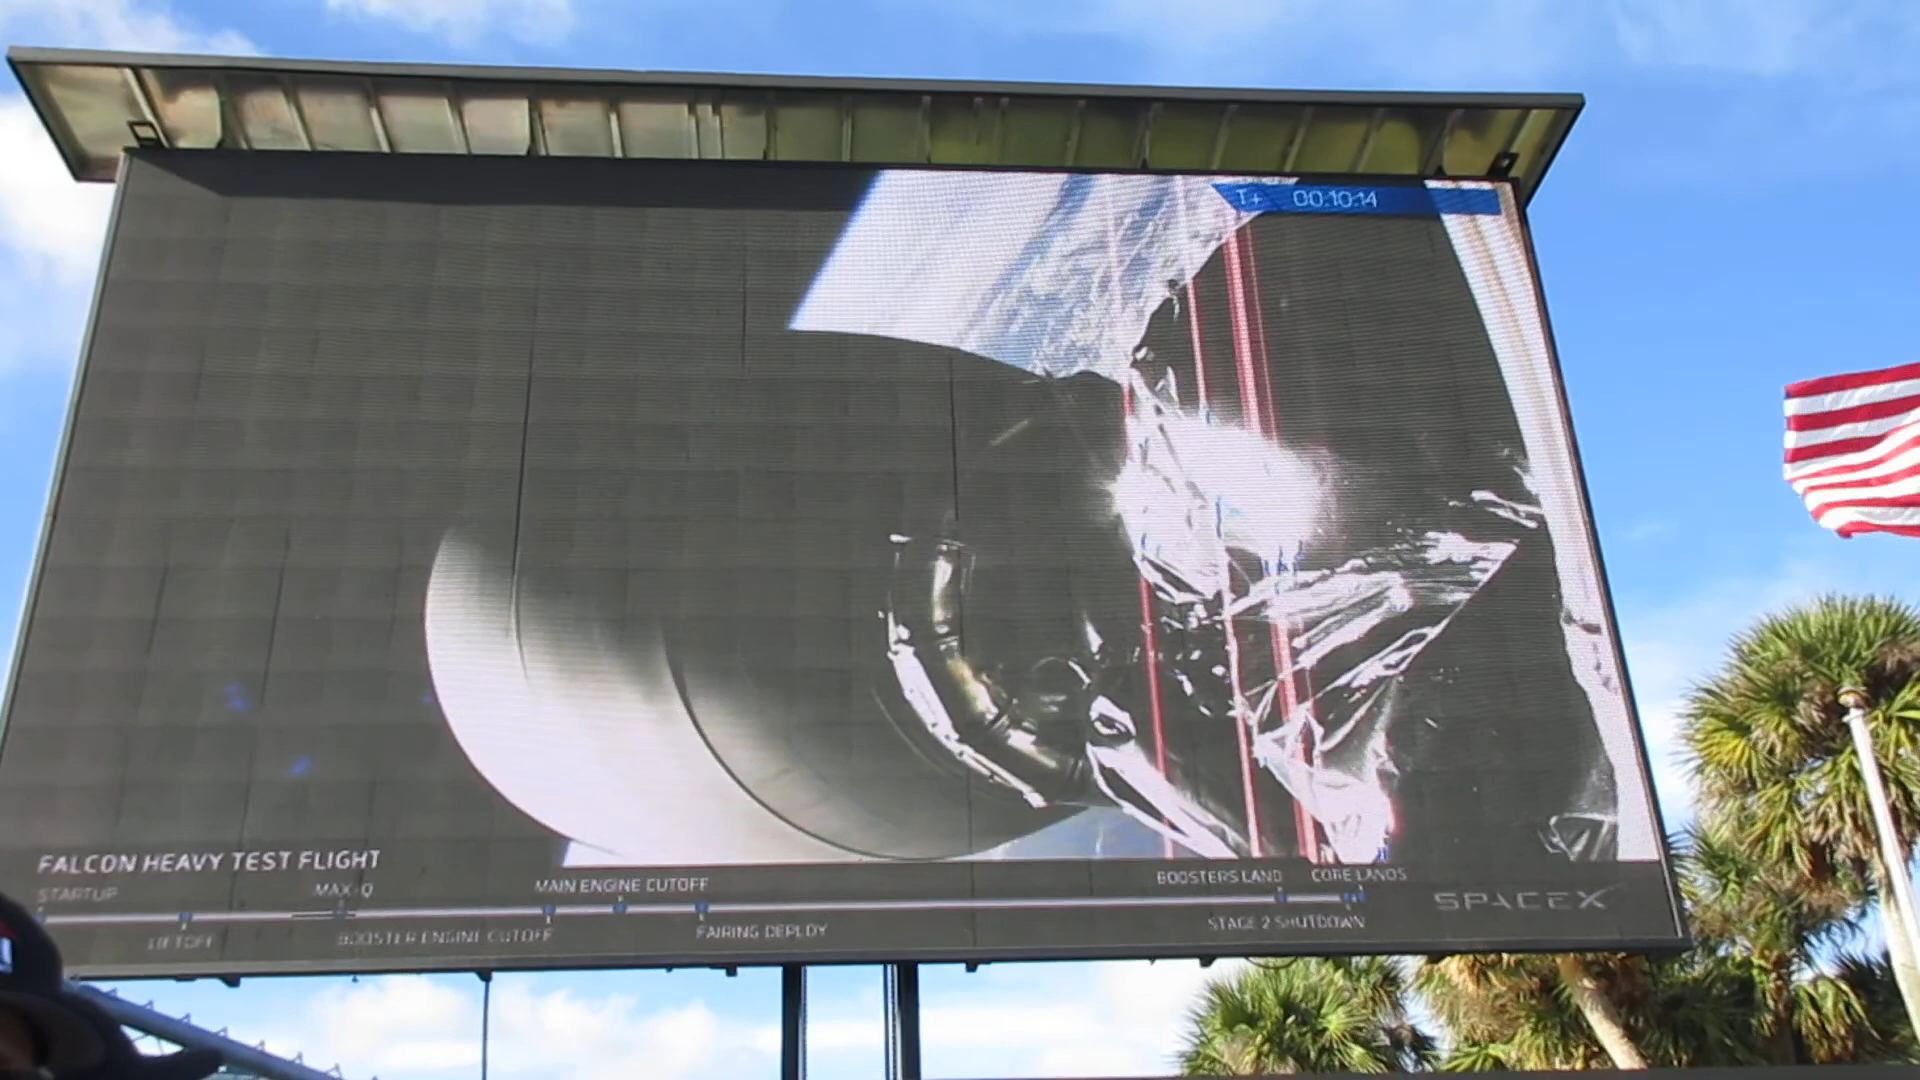 T+ 00:10:14
FALCON HEAVY TEST FLIGHT
STARTUP
MAX-Q
MAIN ENGINE CUTOFF
BOOSTERS LAND
CORE LANDS
LIFTOFF
BOOSTER ENGINE CUTOFF
FAIRING DEPLOY
STAGE 2 SHUTDOWN
SPACEX